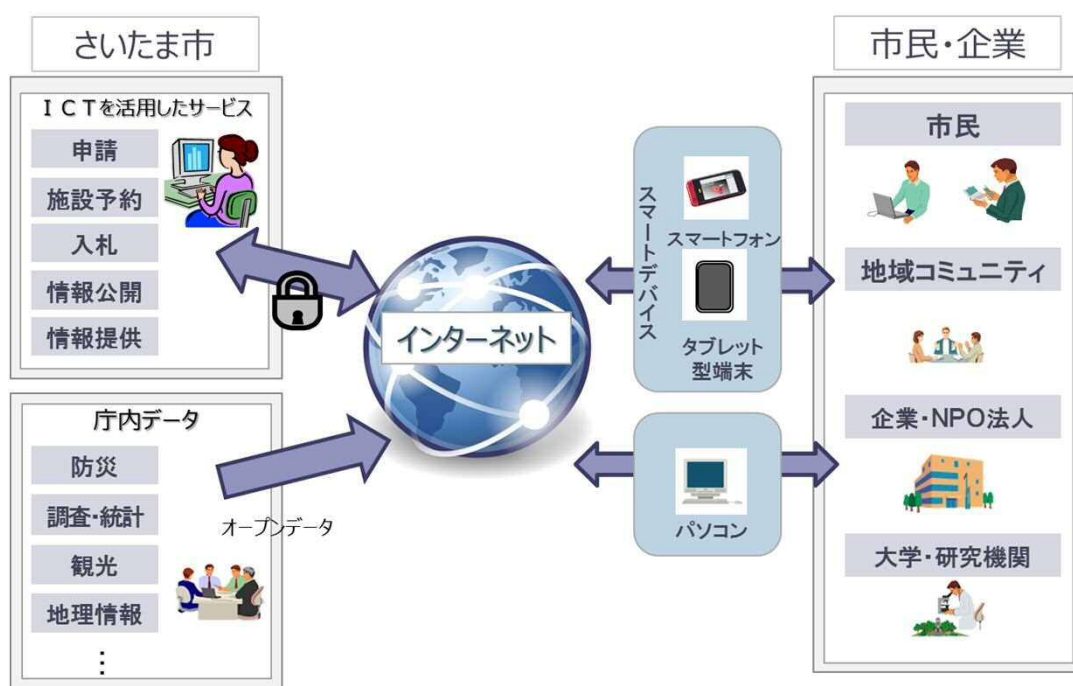 さいたま市
ＩＣＴを活用したサービス
申請
施設予約
入札
情報公開
情報提供
庁内データ
防災
調査・統計
観光
地理情報
⋮
オープンデータ
インターネット
スマートデバイス
スマートフォン
タブレット
型端末
パソコン
市民・企業
市民
地域コミュニティ
企業・NPO法人
大学・研究機関